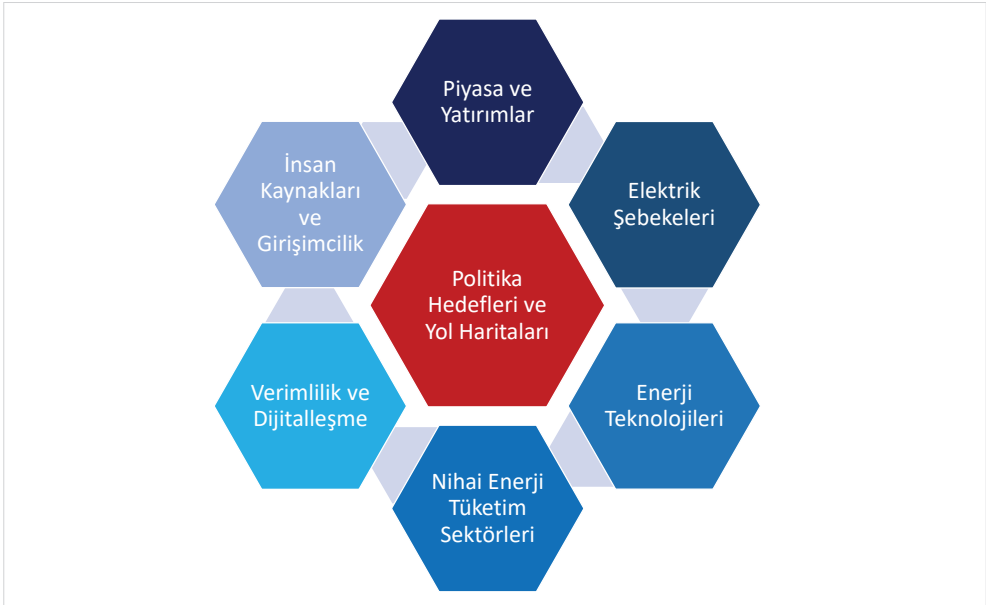 Piyasa ve
Yatırımlar
Elektrik
Şebekeleri
Enerji
Teknolojileri
Nihai Enerji
Tüketim
Sektörleri
Verimlilik ve
Dijitalleşme
İnsan
Kaynakları
ve
Girişimcilik
Politika
Hedefleri ve
Yol Haritaları